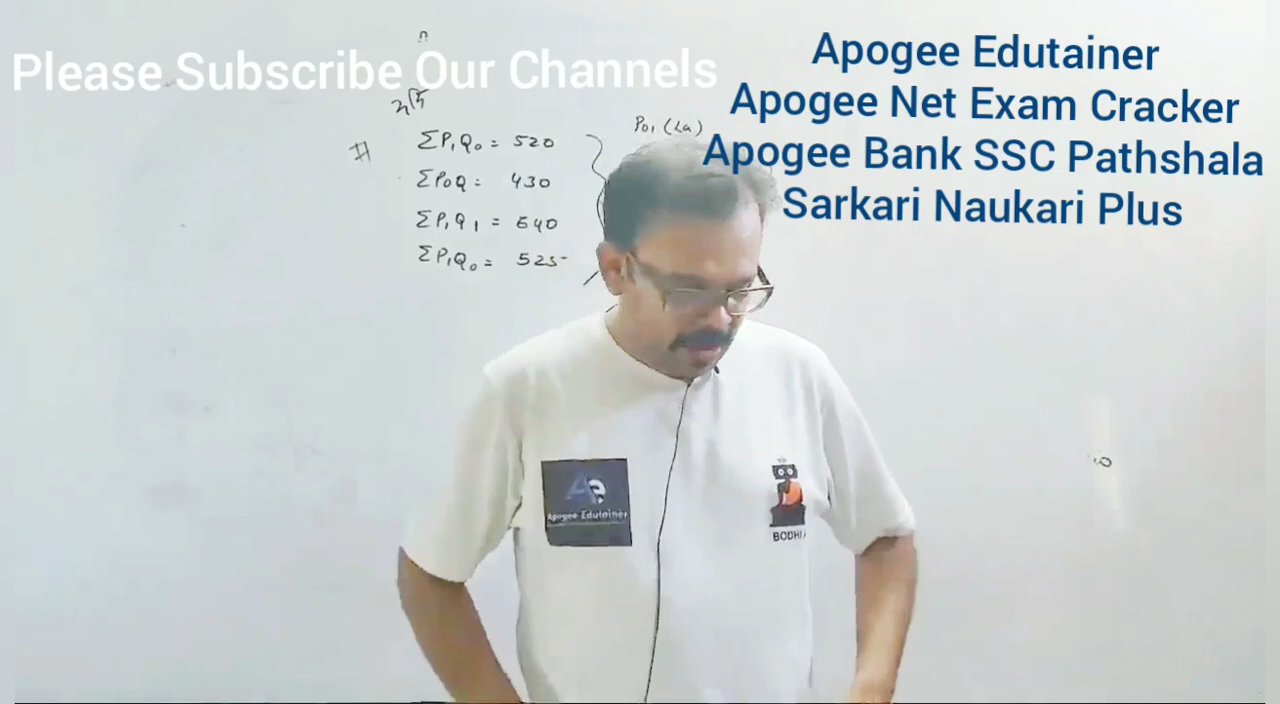 Please Subscribe Our Channels
Apogee Edutainer
Apogee Net Exam Cracker
Apogee Bank SSC Pathshala
Sarkari Naukari Plus
यदि
# ΣP₁Q₀ = 520
ΣP₀Q = 430
ΣP₁Q₁ = 640
ΣP₁Q₀ = 525
P₀₁ (La)
Apogee Edutainer
BODHI